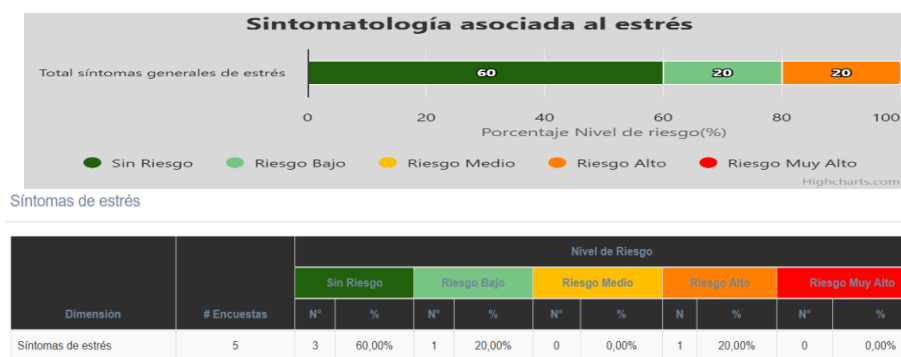 Sintomatología asociada al estrés
Total síntomas generales de estrés
60 20 20
0 20 40 60 80 100
Porcentaje Nivel de riesgo(%)
Sin Riesgo Riesgo Bajo Riesgo Medio Riesgo Alto Riesgo Muy Alto
Highcharts.com
Síntomas de estrés
Nivel de Riesgo
Sin Riesgo Riesgo Bajo Riesgo Medio Riesgo Alto Riesgo Muy Alto
Dimensión # Encuestas N° % N° % N° % N % N° %
Síntomas de estrés 5 3 60,00% 1 20,00% 0 0,00% 1 20,00% 0 0,00%